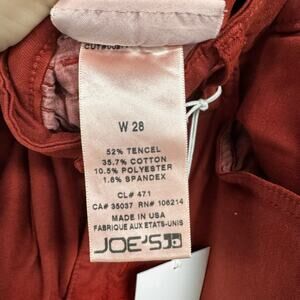 W 28
52% TENCEL
35.7% COTTON
10.5% POLYESTER
1.8% SPANDEX
CL# 471
CA# 35037 RN# 106214
MADE IN USA
FABRIQUE AUX ETATS-UNIS
JOE'S